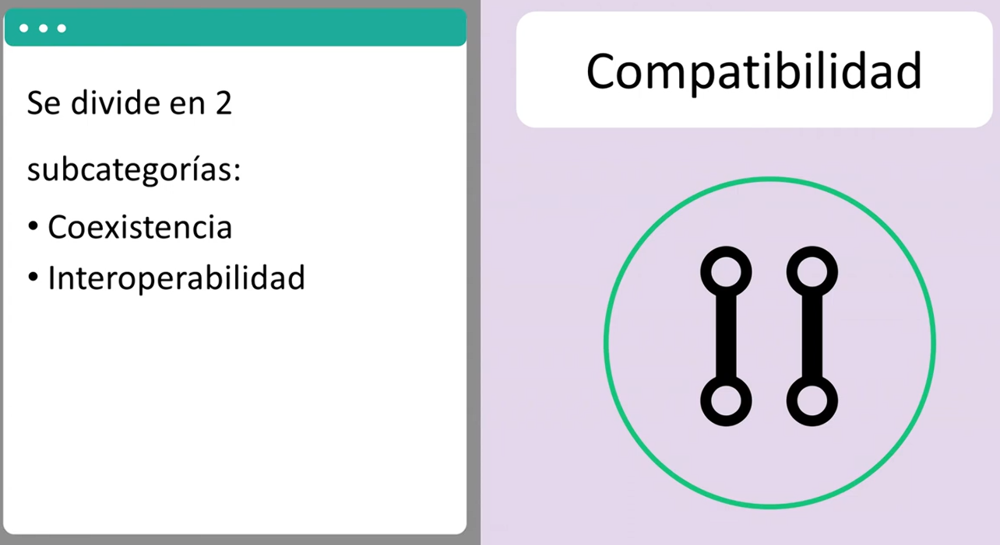 Se divide en 2
subcategorías:
• Coexistencia
• Interoperabilidad
Compatibilidad